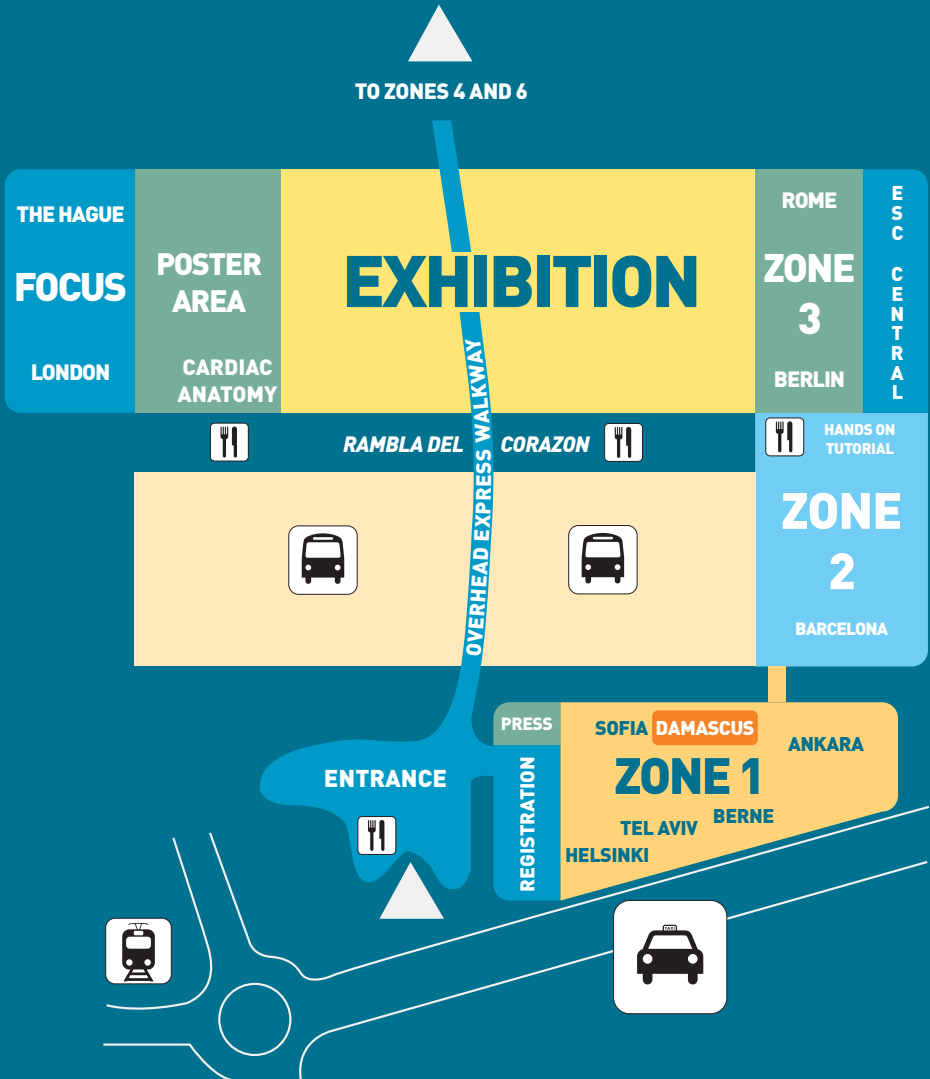 TO ZONES 4 AND 6
THE HAGUE
FOCUS
LONDON
POSTER
AREA
CARDIAC
ANATOMY
EXHIBITION
ROME
ZONE
3
BERLIN
ESC CENTRAL
RAMBLA DEL CORAZON
OVERHEAD EXPRESS WALKWAY
HANDS ON
TUTORIAL
ZONE
2
BARCELONA
ENTRANCE
PRESS
REGISTRATION
SOFIA DAMASCUS
ANKARA
ZONE 1
BERNE
TEL AVIV
HELSINKI
TAXI